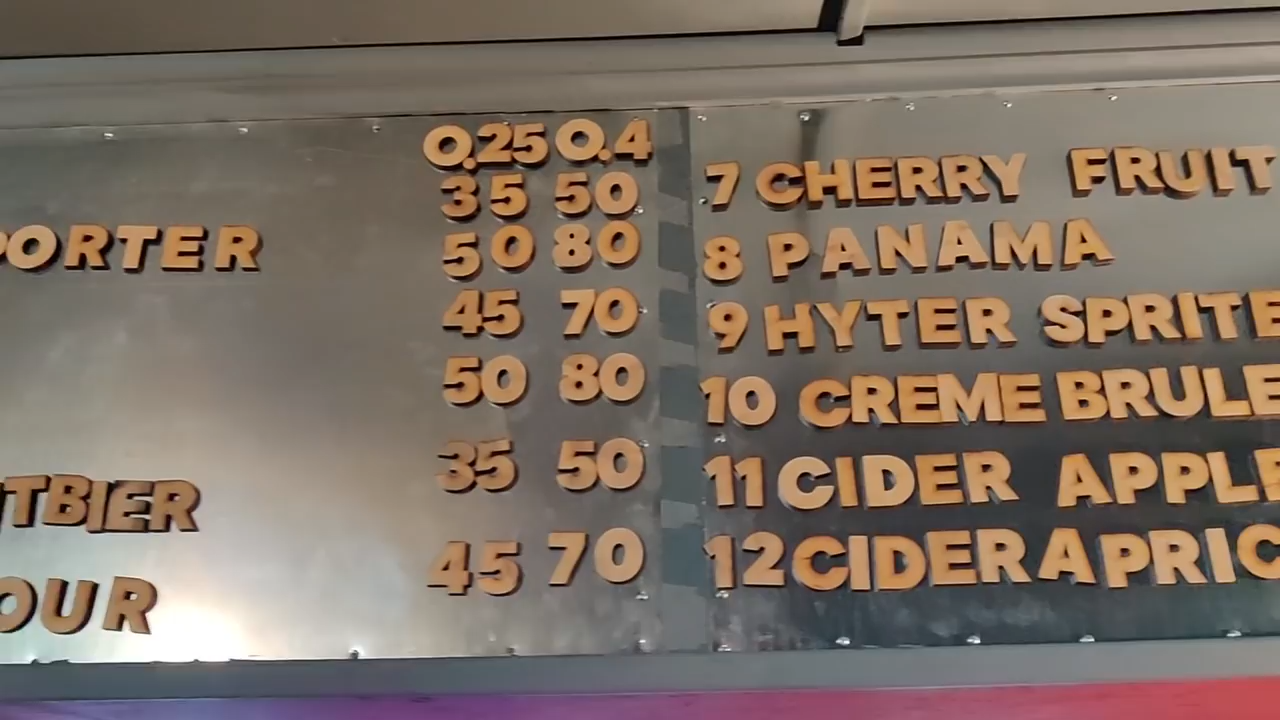 0.25 0.4
35 50
PORTER 50 80
45 70
50 80
TBIER 35 50
OUR 45 70
7 CHERRY FRUIT
8 PANAMA
9 HYTER SPRITE
10 CREME BRULE
11 CIDER APPLE
12 CIDER APRIC